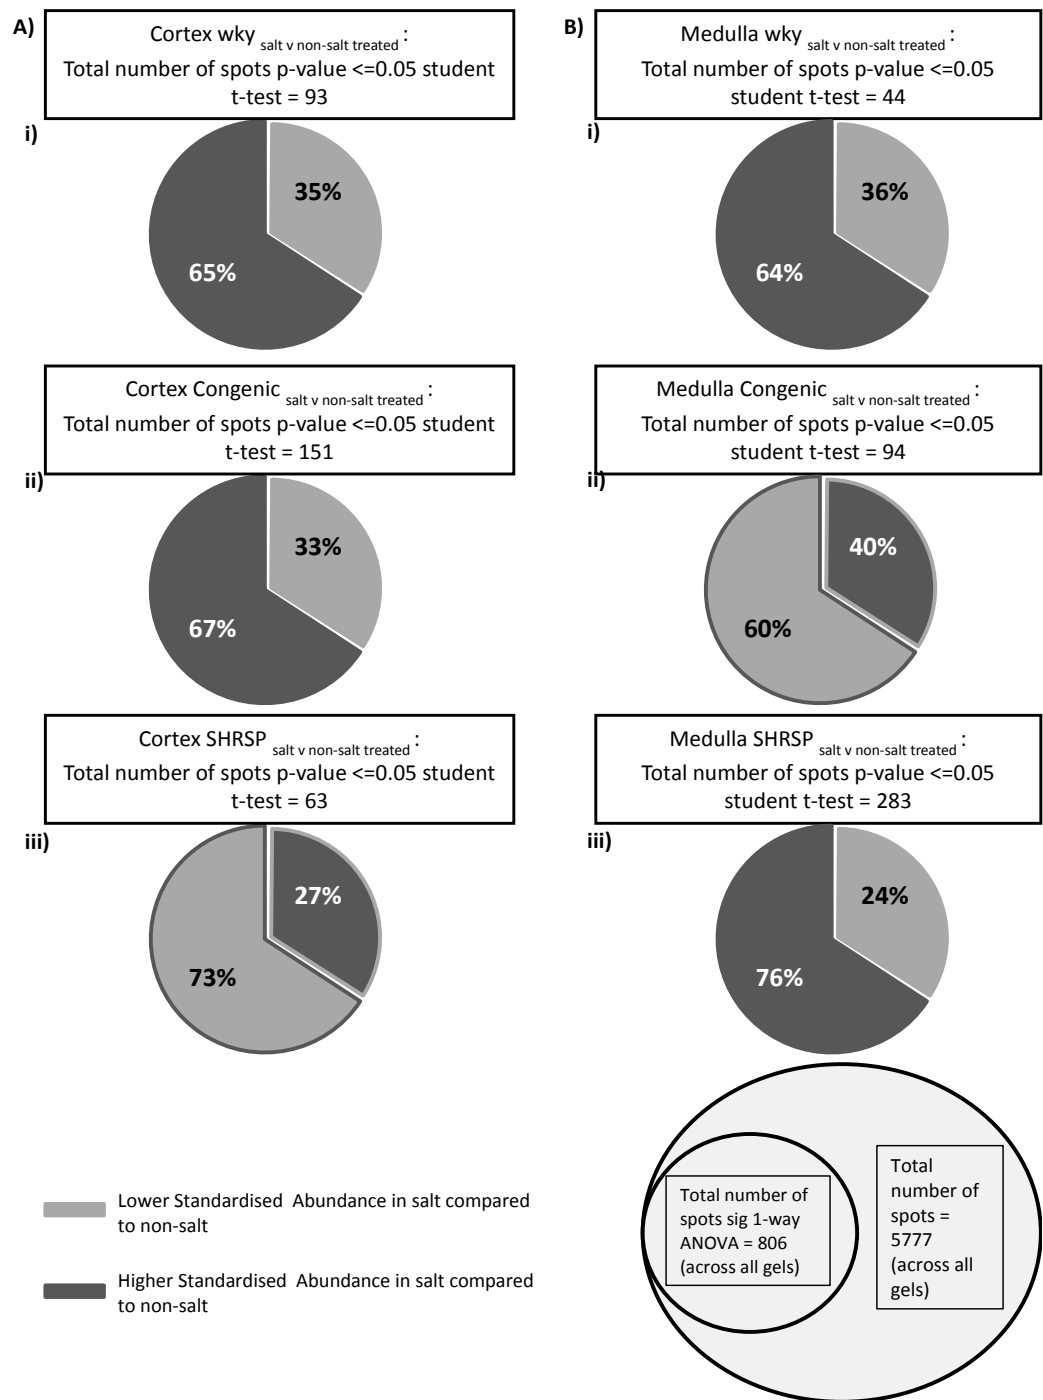 A)
Cortex wky salt v non-salt treated :
Total number of spots p-value <=0.05 student
t-test = 93
i)
35%
65%
Cortex Congenic salt v non-salt treated :
Total number of spots p-value <=0.05 student
t-test = 151
ii)
33%
67%
Cortex SHRSP salt v non-salt treated :
Total number of spots p-value <=0.05 student
t-test = 63
iii)
27%
73%
Lower Standardised Abundance in salt compared
to non-salt
Higher Standardised Abundance in salt compared
to non-salt
B)
Medulla wky salt v non-salt treated :
Total number of spots p-value <=0.05
student t-test = 44
i)
36%
64%
Medulla Congenic salt v non-salt treated :
Total number of spots p-value <=0.05
student t-test = 94
ii)
40%
60%
Medulla SHRSP salt v non-salt treated :
Total number of spots p-value <=0.05
student t-test = 283
iii)
24%
76%
Total number of
spots sig 1-way
ANOVA = 806
(across all gels)
Total
number of
spots =
5777
(across all
gels)